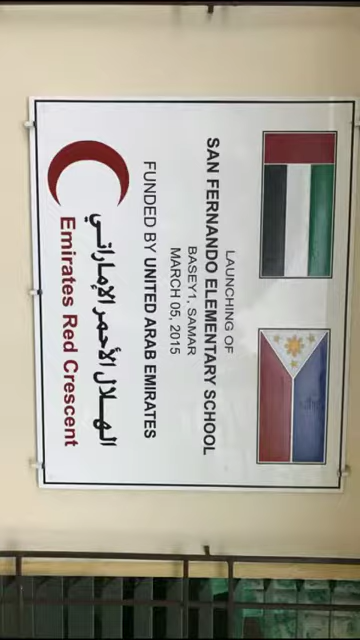 LAUNCHING OF
SAN FERNANDO ELEMENTARY SCHOOL
BASEY1, SAMAR
MARCH 05, 2015
FUNDED BY UNITED ARAB EMIRATES
الهلال الأحمر الإماراتي
Emirates Red Crescent